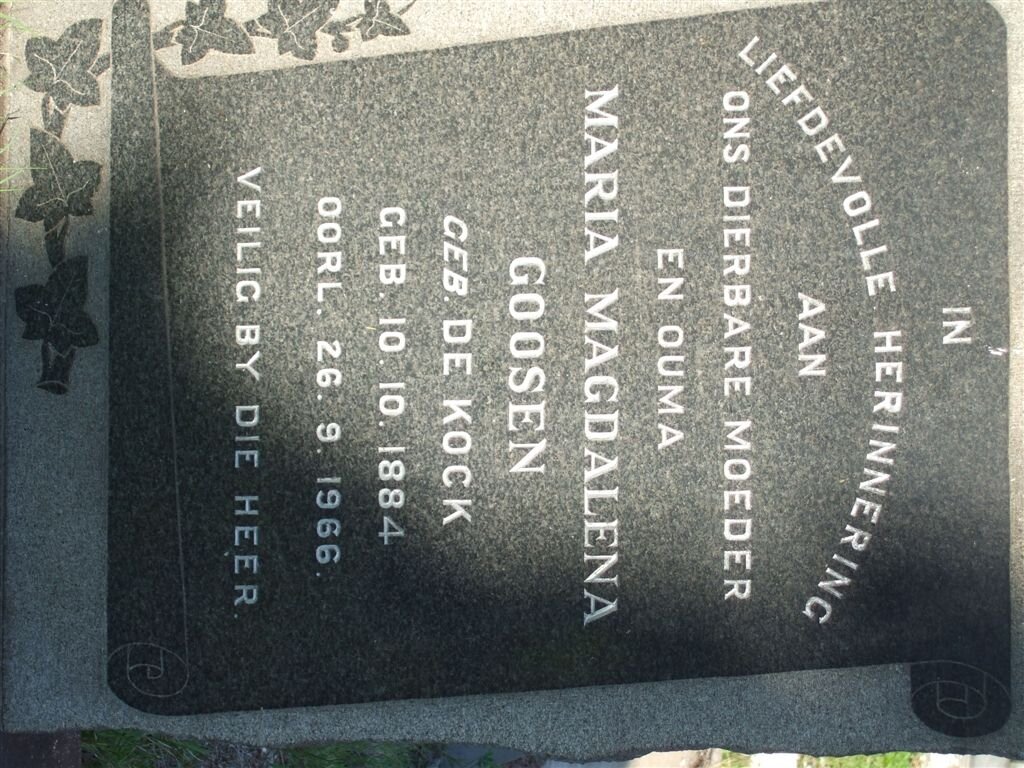 IN
LIEFDEVOLLE HERINNERING
AAN
ONS DIERBARE MOEDER
EN OUMA
MARIA MAGDALENA
GOOSEN
GEB. DE KOCK
GEB. 10. 10. 1884
OORL. 26. 9. 1966.
VEILIG BY DIE HEER.